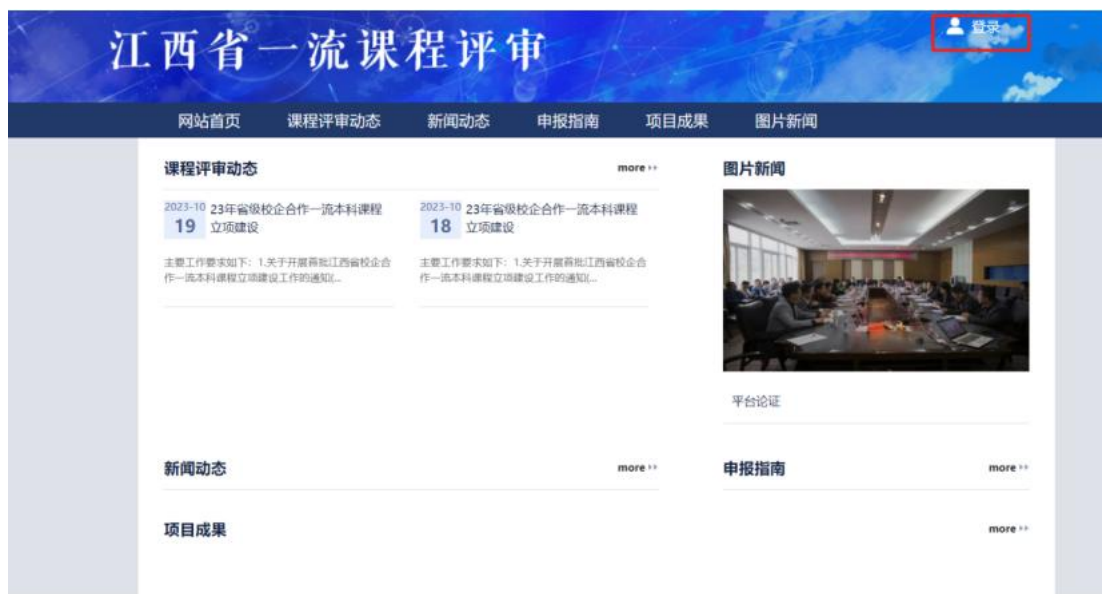 江西省一流课程评审
登录
网站首页 课程评审动态 新闻动态 申报指南 项目成果 图片新闻
课程评审动态 more
2023-10
19
23年省级校企合作一流本科课程
立项建设
主要工作要求如下：1.关于开展首批江西省校企合
作一流本科课程立项建设工作的通知(...
2023-10
18
23年省级校企合作一流本科课程
立项建设
主要工作要求如下：1.关于开展首批江西省校企合
作一流本科课程立项建设工作的通知(...
图片新闻
平台论证
新闻动态 more
申报指南 more
项目成果 more